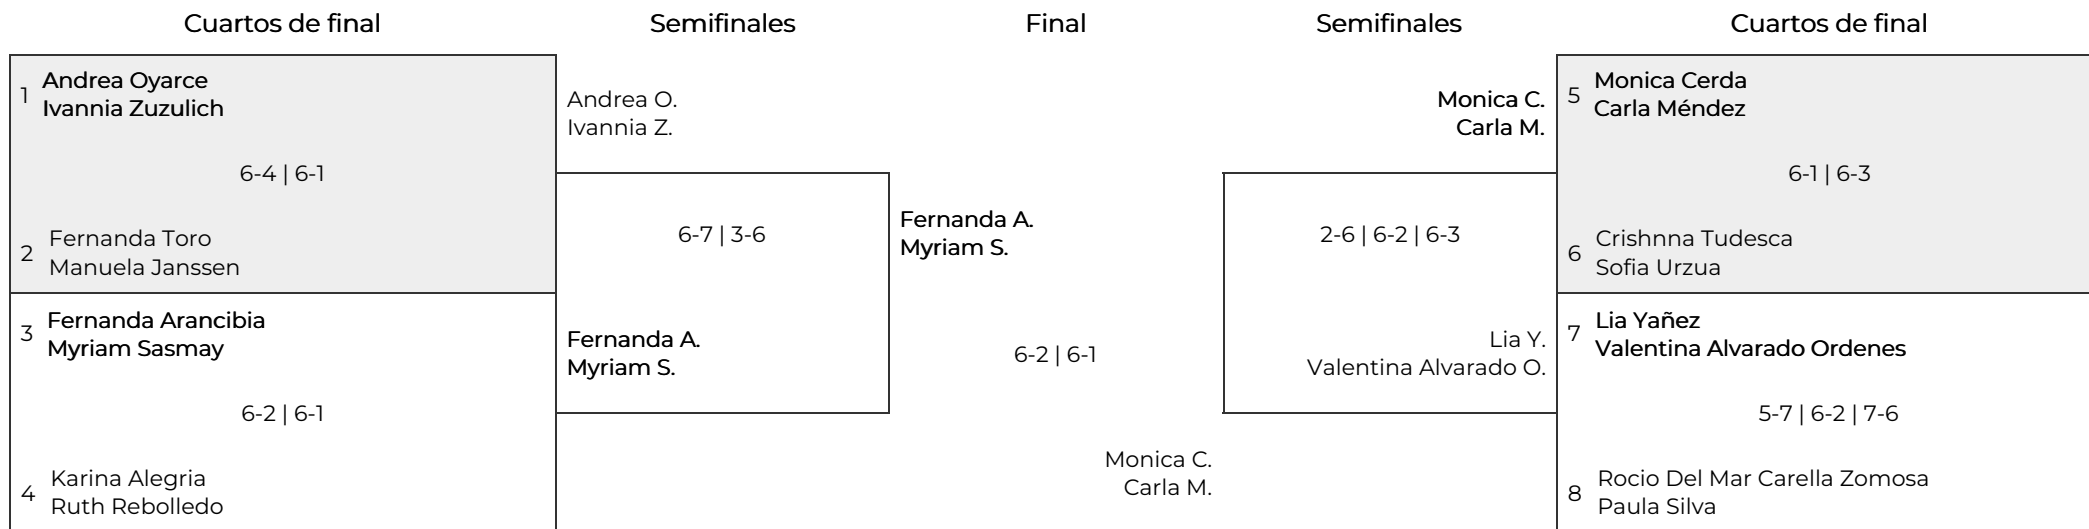 Cuartos de final
Semifinales
Final
Semifinales
Cuartos de final
1
Andrea Oyarce
Ivannia Zuzulich
6-4 | 6-1
2
Fernanda Toro
Manuela Janssen
3
Fernanda Arancibia
Myriam Sasmay
6-2 | 6-1
4
Karina Alegria
Ruth Rebolledo
Andrea O.
Ivannia Z.
6-7 | 3-6
Fernanda A.
Myriam S.
Fernanda A.
Myriam S.
6-2 | 6-1
Monica C.
Carla M.
Monica C.
Carla M.
2-6 | 6-2 | 6-3
Lia Y.
Valentina Alvarado O.
5
Monica Cerda
Carla Méndez
6-1 | 6-3
6
Crishnna Tudesca
Sofia Urzua
7
Lia Yañez
Valentina Alvarado Ordenes
5-7 | 6-2 | 7-6
8
Rocio Del Mar Carella Zomosa
Paula Silva